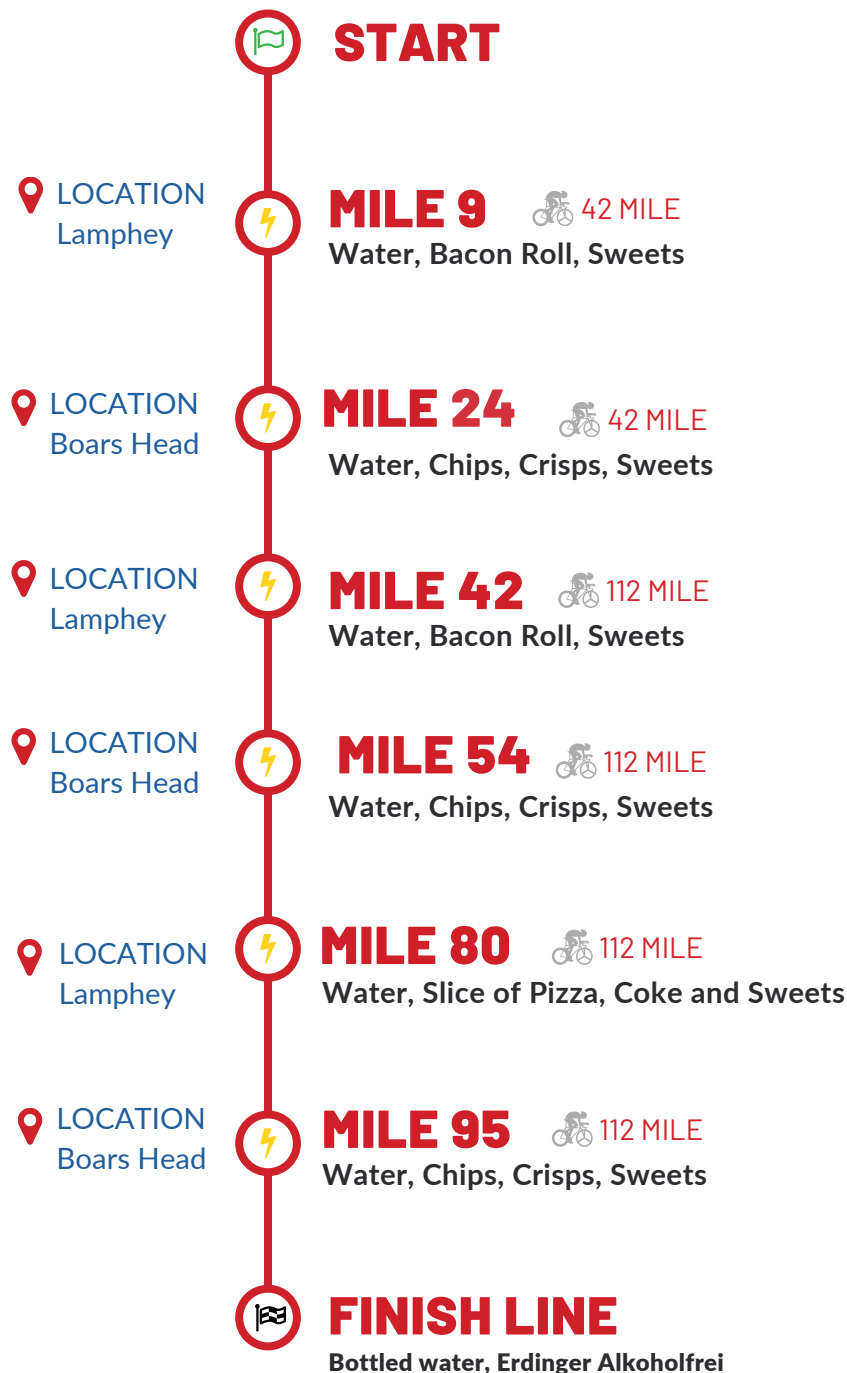 START
LOCATION
Lamphey
MILE 9
42 MILE
Water, Bacon Roll, Sweets
LOCATION
Boars Head
MILE 24
42 MILE
Water, Chips, Crisps, Sweets
LOCATION
Lamphey
MILE 42
112 MILE
Water, Bacon Roll, Sweets
LOCATION
Boars Head
MILE 54
112 MILE
Water, Chips, Crisps, Sweets
LOCATION
Lamphey
MILE 80
112 MILE
Water, Slice of Pizza, Coke and Sweets
LOCATION
Boars Head
MILE 95
112 MILE
Water, Chips, Crisps, Sweets
FINISH LINE
Bottled water, Erdinger Alkoholfrei